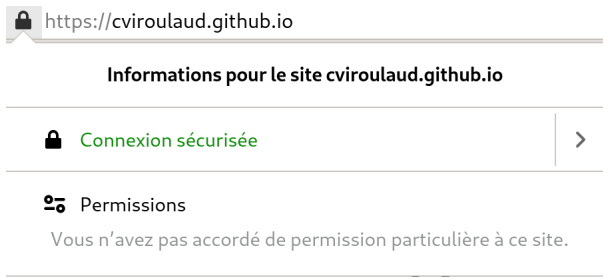 https://cviroulaud.github.io
Informations pour le site cviroulaud.github.io
Connexion sécurisée
Permissions
Vous n’avez pas accordé de permission particulière à ce site.